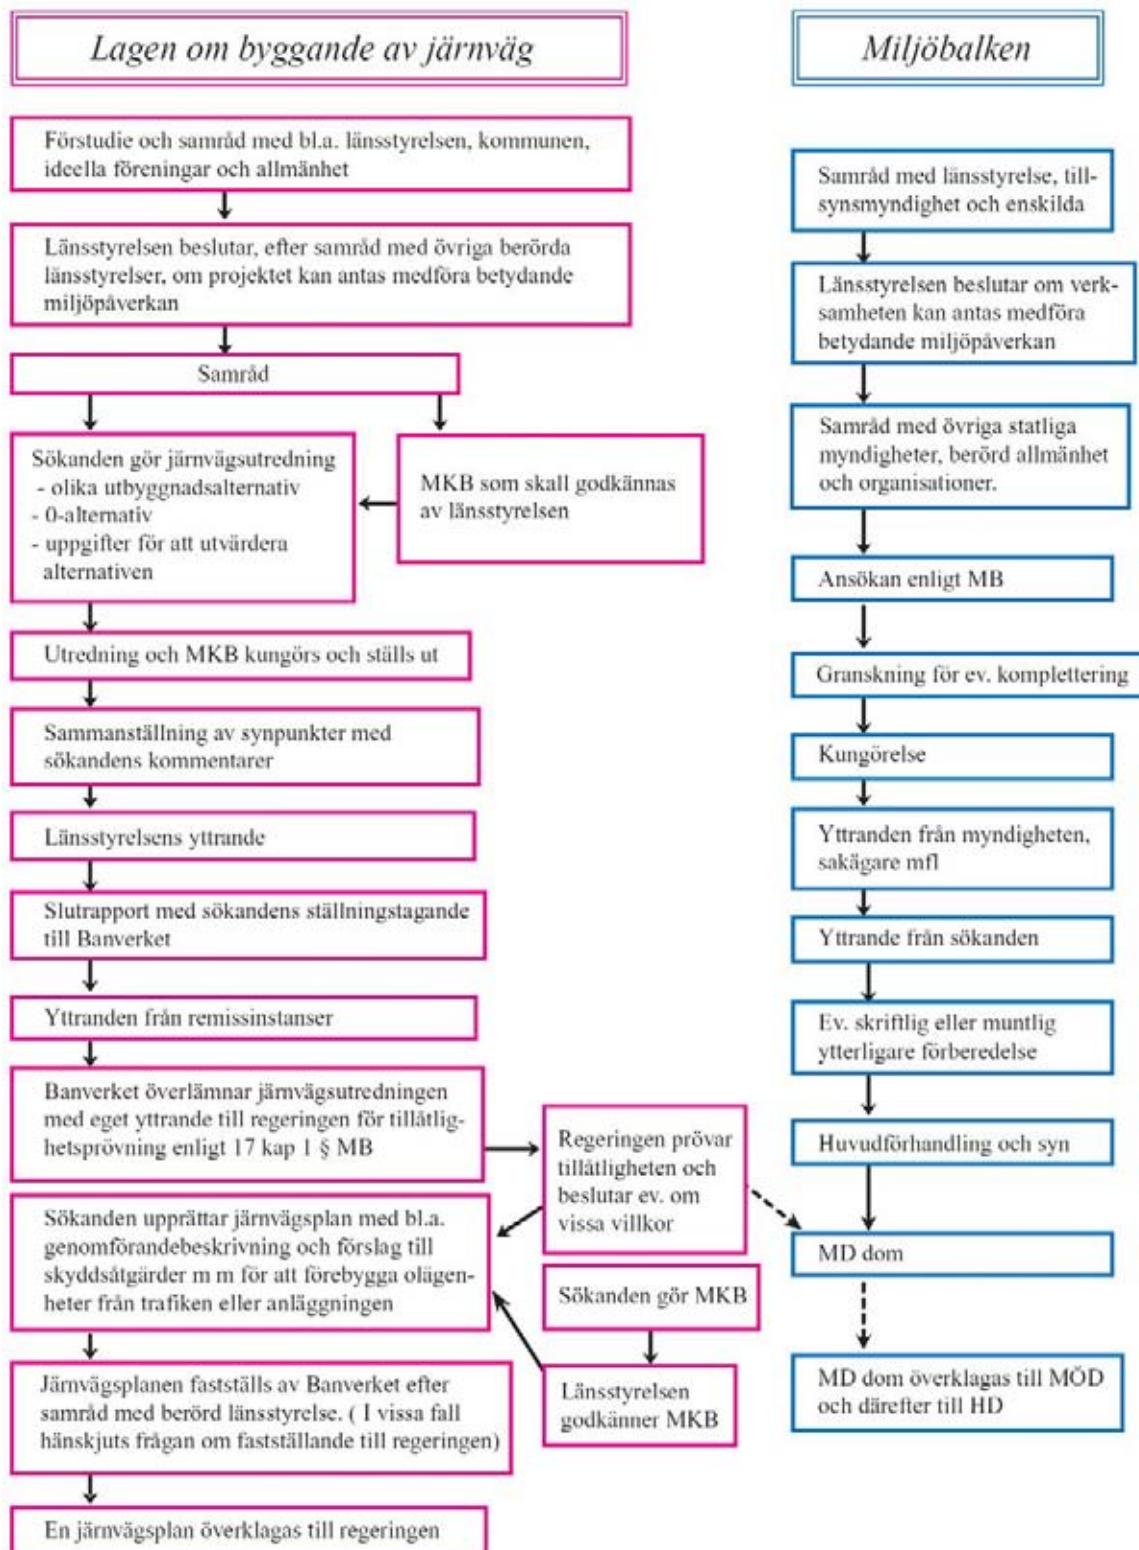 Lagen om byggande av järnväg
Förstudie och samråd med bl.a. länsstyrelsen, kommunen,
ideella föreningar och allmänhet
Länsstyrelsen beslutar, efter samråd med övriga berörda
länsstyrelser, om projektet kan antas medföra betydande
miljöpåverkan
Samråd
Sökanden gör järnvägsutredning
- olika utbyggnadsalternativ
- 0-alternativ
- uppgifter för att utvärdera
alternativen
MKB som skall godkännas
av länsstyrelsen
Utredning och MKB kungörs och ställs ut
Sammanställning av synpunkter med
sökandens kommentarer
Länsstyrelsens yttrande
Slutrapport med sökandens ställningstagande
till Banverket
Yttranden från remissinstanser
Banverket överlämnar järnvägsutredningen
med eget yttrande till regeringen för tillåtlig-
hetsprövning enligt 17 kap 1 § MB
Regeringen prövar
tillåtligheten och
beslutar ev. om
vissa villkor
Sökanden upprättar järnvägsplan med bl.a.
genomförandebeskrivning och förslag till
skyddsåtgärder m m för att förebygga olägen-
heter från trafiken eller anläggningen
Sökanden gör MKB
Länsstyrelsen
godkänner MKB
Järnvägsplanen fastställs av Banverket efter
samråd med berörd länsstyrelse. ( I vissa fall
hänskjuts frågan om fastställande till regeringen)
En järnvägsplan överklagas till regeringen
Miljöbalken
Samråd med länsstyrelse, till-
synsmyndighet och enskilda
Länsstyrelsen beslutar om verk-
samheten kan antas medföra
betydande miljöpåverkan
Samråd med övriga statliga
myndigheter, berörd allmänhet
och organisationer.
Ansökan enligt MB
Granskning för ev. komplettering
Kungörelse
Yttranden från myndigheten,
sakägare mfl
Yttrande från sökanden
Ev. skriftlig eller muntlig
ytterligare förberedelse
Huvudförhandling och syn
MD dom
MD dom överklagas till MÖD
och därefter till HD